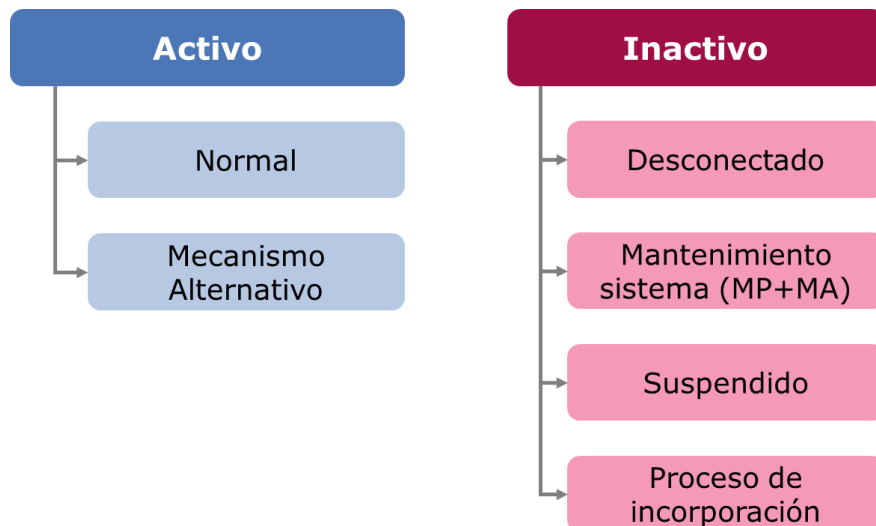 Activo
Normal
Mecanismo
Alternativo
Inactivo
Desconectado
Mantenimiento
sistema (MP+MA)
Suspendido
Proceso de
incorporación